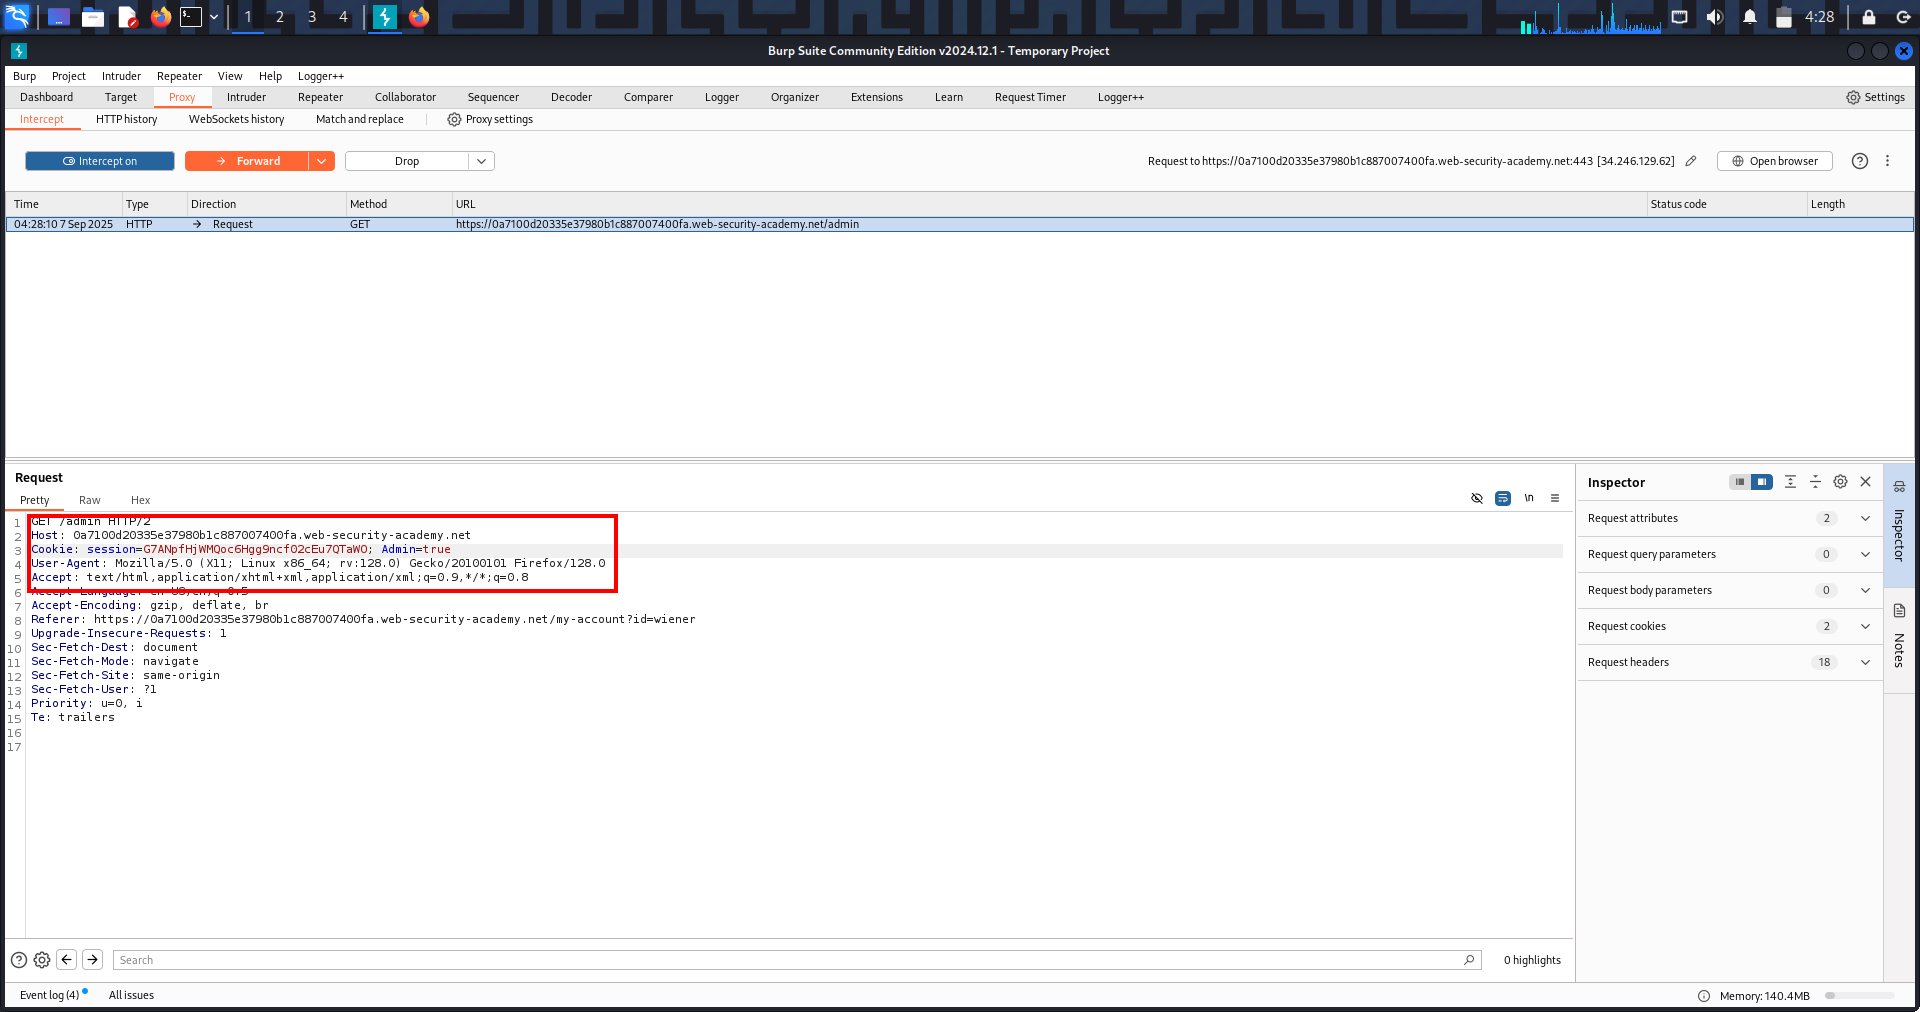 1 2 3 4 4:28
Burp Suite Community Edition v2024.12.1 - Temporary Project
Burp Project Intruder Repeater View Help Logger++
Dashboard Target Proxy Intruder Repeater Collaborator Sequencer Decoder Comparer Logger Organizer Extensions Learn Request Timer Logger++ Settings
Intercept HTTP history WebSockets history Match and replace Proxy settings
Intercept on Forward Drop Request to https://0a7100d20335e37980b1c887007400fa.web-security-academy.net:443 [34.246.129.62] Open browser
Time Type Direction Method URL Status code Length
04:28:10 7 Sep 2025 HTTP → Request GET https://0a7100d20335e37980b1c887007400fa.web-security-academy.net/admin
Request
Pretty Raw Hex \n
1 GET /admin HTTP/2
2 Host: 0a7100d20335e37980b1c887007400fa.web-security-academy.net
3 Cookie: session=G7ANpfHjWMQoc6Hgg9ncf02cEu7QTaWO; Admin=true
4 User-Agent: Mozilla/5.0 (X11; Linux x86_64; rv:128.0) Gecko/20100101 Firefox/128.0
5 Accept: text/html,application/xhtml+xml,application/xml;q=0.9,*/*;q=0.8
6 Accept-Language: en-US,en;q=0.5
7 Accept-Encoding: gzip, deflate, br
8 Referer: https://0a7100d20335e37980b1c887007400fa.web-security-academy.net/my-account?id=wiener
9 Upgrade-Insecure-Requests: 1
10 Sec-Fetch-Dest: document
11 Sec-Fetch-Mode: navigate
12 Sec-Fetch-Site: same-origin
13 Sec-Fetch-User: ?1
14 Priority: u=0, i
15 Te: trailers
16
17
Inspector
Request attributes 2
Request query parameters 0
Request body parameters 0
Request cookies 2
Request headers 18
Inspector
Notes
Search 0 highlights
Event log (4) All issues Memory: 140.4MB